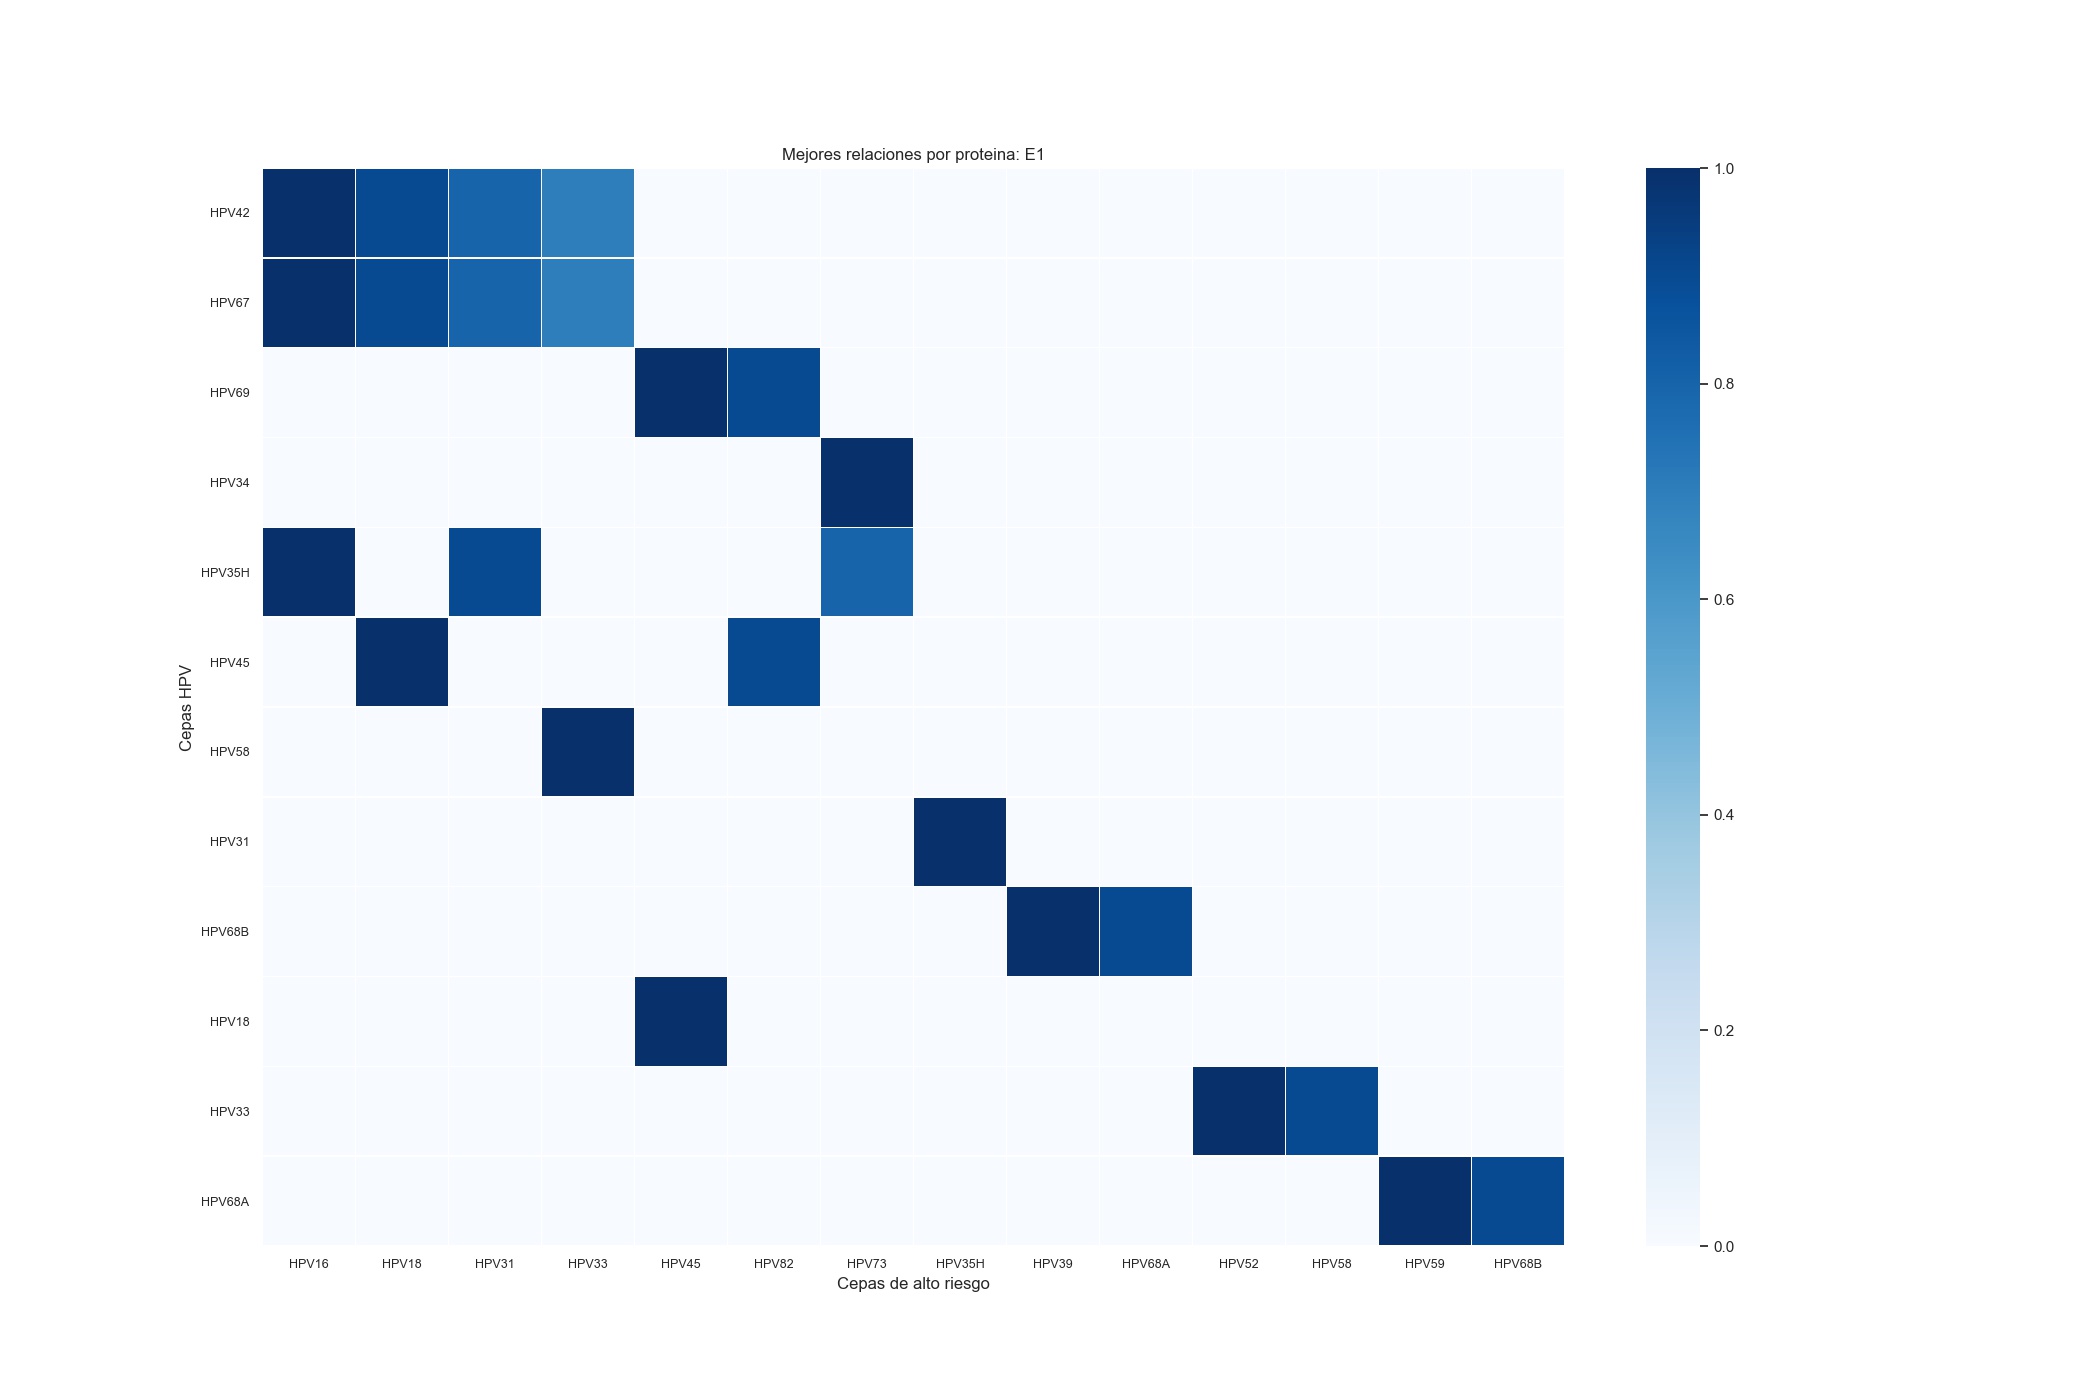 Mejores relaciones por proteina: E1
Cepas HPV
HPV42
HPV67
HPV69
HPV34
HPV35H
HPV45
HPV58
HPV31
HPV68B
HPV18
HPV33
HPV68A
HPV16 HPV18 HPV31 HPV33 HPV45 HPV82 HPV73 HPV35H HPV39 HPV68A HPV52 HPV58 HPV59 HPV68B
Cepas de alto riesgo
1.0
0.8
0.6
0.4
0.2
0.0